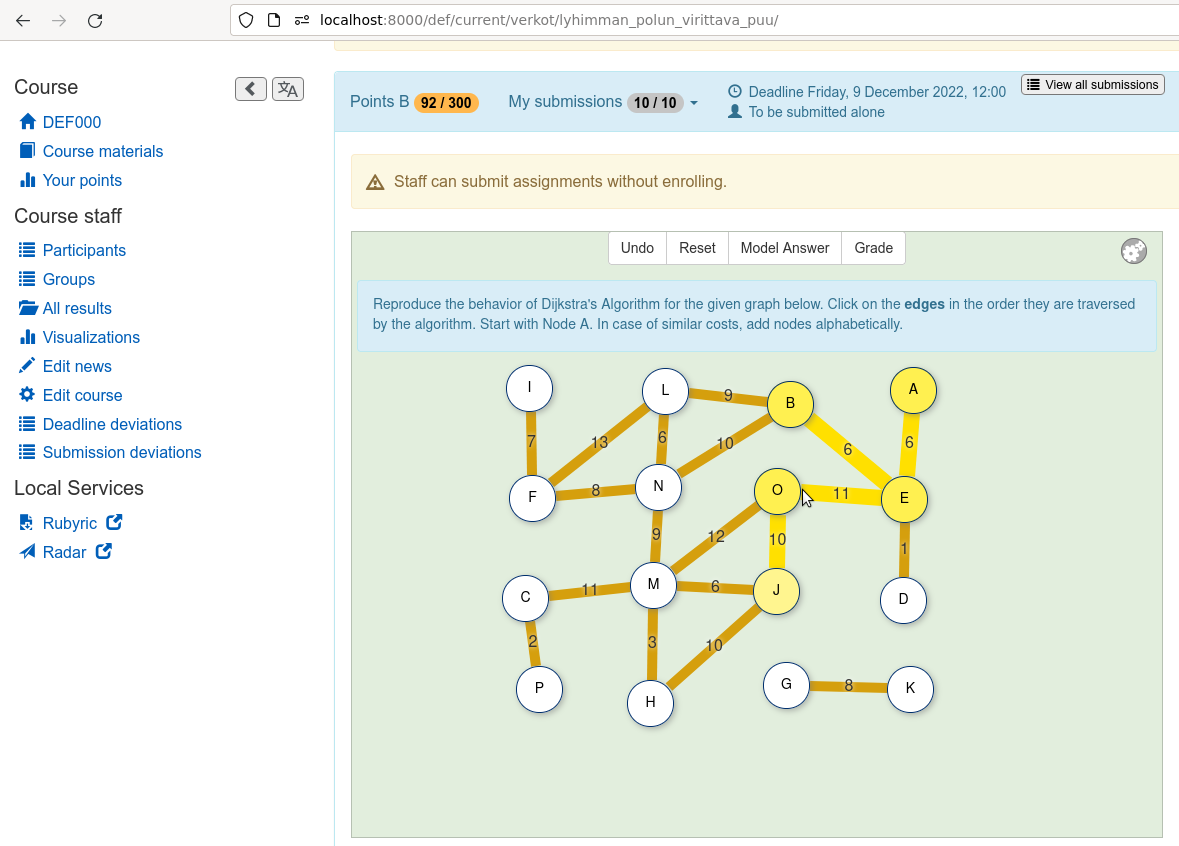 localhost:8000/def/current/verkot/lyhimman_polun_virittava_puu/
Course
DEF000
Course materials
Your points
Course staff
Participants
Groups
All results
Visualizations
Edit news
Edit course
Deadline deviations
Submission deviations
Local Services
Rubyric
Radar
Points B 92 / 300
My submissions 10 / 10
Deadline Friday, 9 December 2022, 12:00
To be submitted alone
View all submissions
Staff can submit assignments without enrolling.
Undo Reset Model Answer Grade
Reproduce the behavior of Dijkstra's Algorithm for the given graph below. Click on the edges in the order they are traversed
by the algorithm. Start with Node A. In case of similar costs, add nodes alphabetically.
I L 9 B A
7 13 6 10 6 6
F 8 N O 11 E
9 12 10 1
C 11 M 6 J D
2 3 10
P H G 8 K